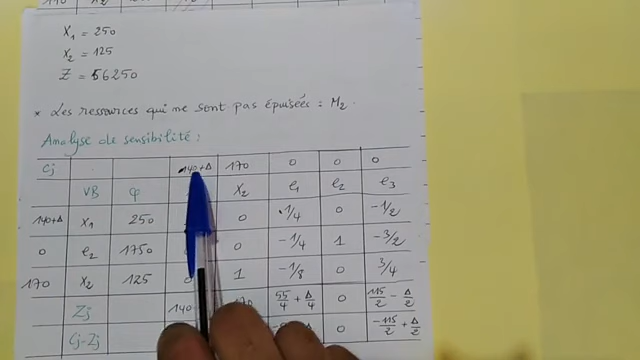 X₁ = 250
X₂ = 125
Z = 56250
* Les ressources qui ne sont pas épuisées = M₂.
Analyse de sensibilité :
Cj 140+Δ 170 0 0 0
VB φ X₂ e₁ e₂ e₃
140+Δ X₁ 250 0 1/4 0 -1/2
0 e₂ 1750 0 -1/4 1 -3/2
170 X₂ 125 0 1 -1/8 0 3/4
Zj 140 170 55/4 + Δ/4 0 115/2 - Δ/2
Cj-Zj 0 -115/2 + Δ/2